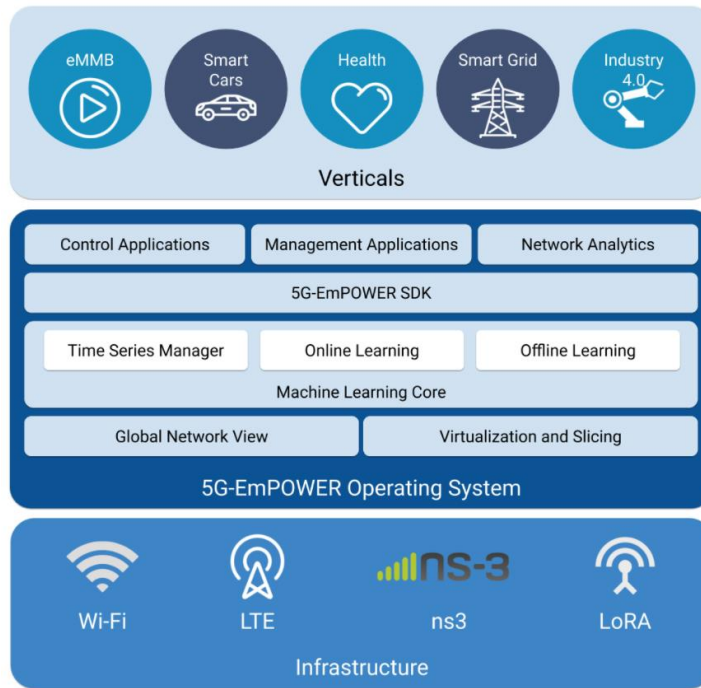 eMMB
Smart
Cars
Health
Smart Grid
Industry
4.0
Verticals
Control Applications
Management Applications
Network Analytics
5G-EmPOWER SDK
Time Series Manager
Online Learning
Offline Learning
Machine Learning Core
Global Network View
Virtualization and Slicing
5G-EmPOWER Operating System
ns-3
Wi-Fi
LTE
ns3
LoRA
Infrastructure